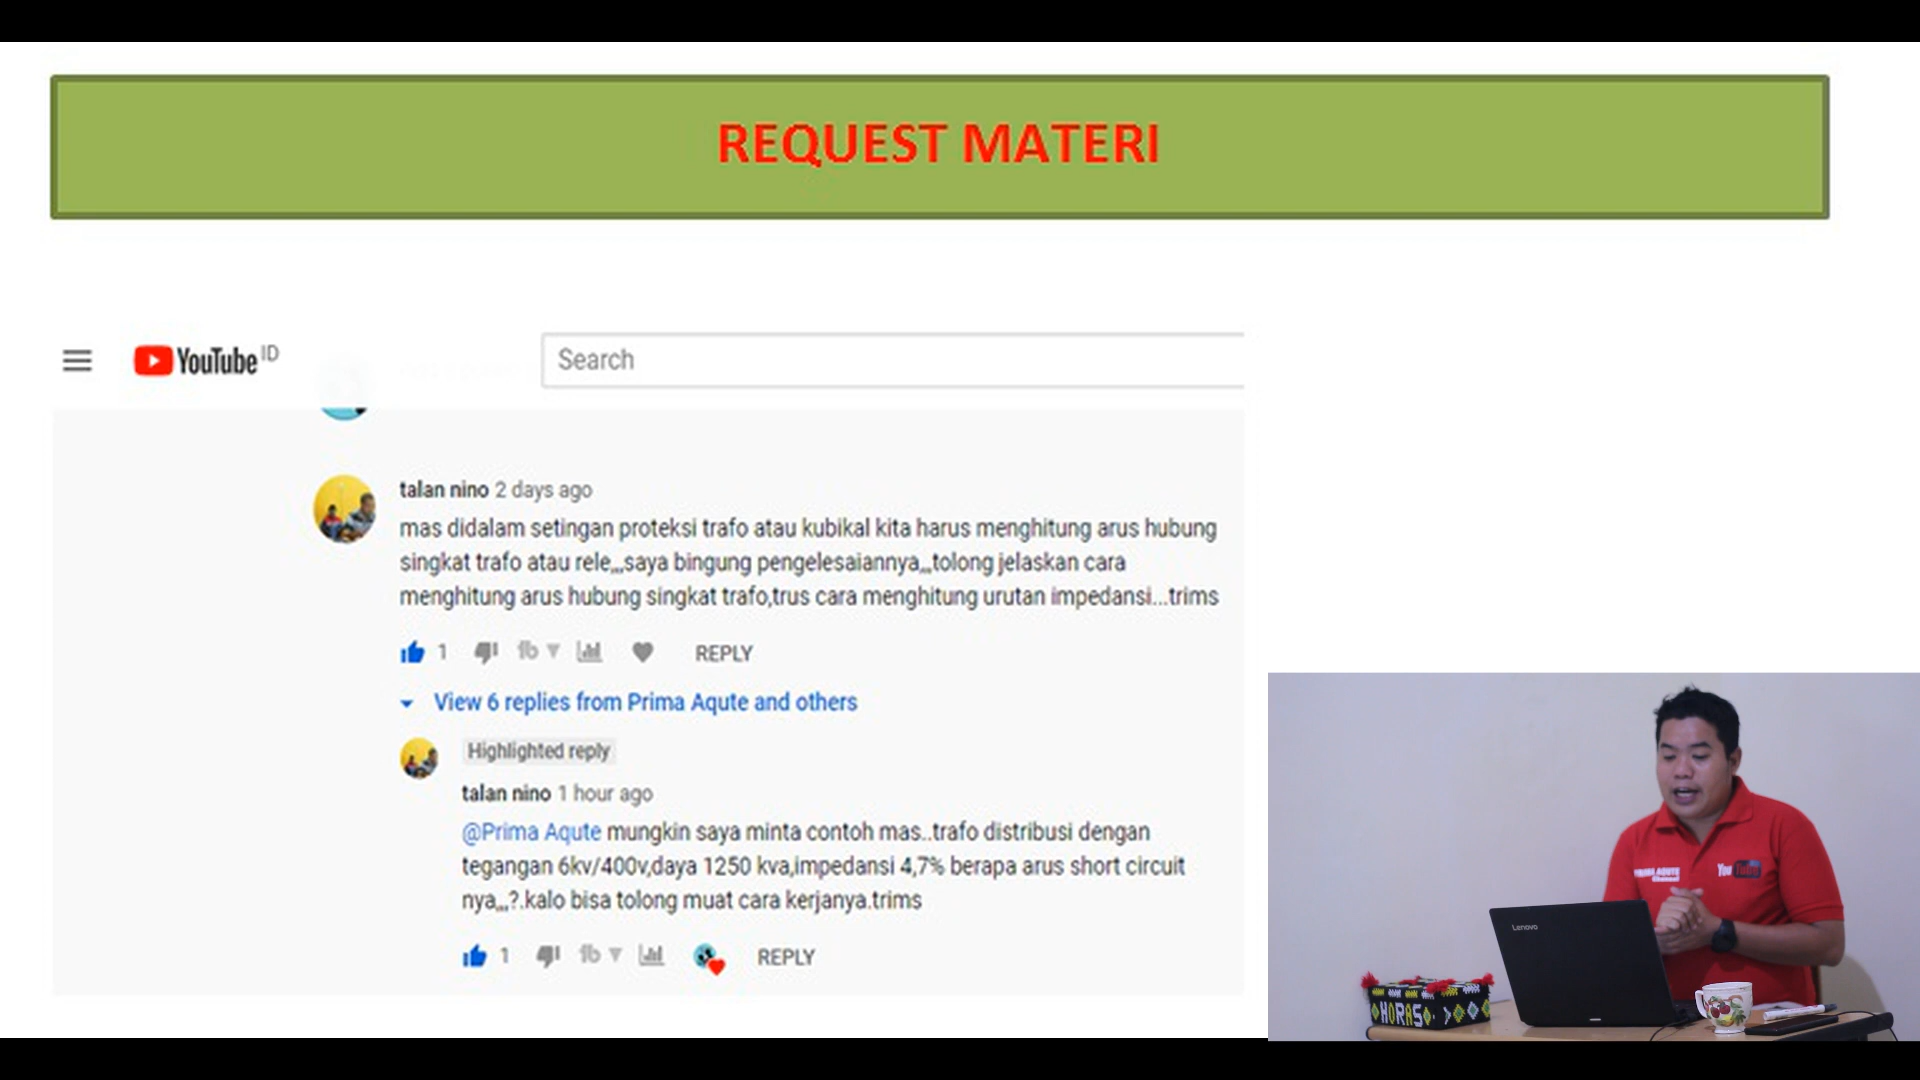 REQUEST MATERI
YouTube ID
Search
talan nino 2 days ago
mas didalam setingan proteksi trafo atau kubikal kita harus menghitung arus hubung
singkat trafo atau rele,,,saya bingung pengelesaiannya,,,tolong jelaskan cara
menghitung arus hubung singkat trafo,trus cara menghitung urutan impedansi...trims
1 REPLY
View 6 replies from Prima Aqute and others
Highlighted reply
talan nino 1 hour ago
@Prima Aqute mungkin saya minta contoh mas..trafo distribusi dengan
tegangan 6kv/400v,daya 1250 kva,impedansi 4,7% berapa arus short circuit
nya,,,?.kalo bisa tolong muat cara kerjanya.trims
1 REPLY
You
Lenovo
HORAS